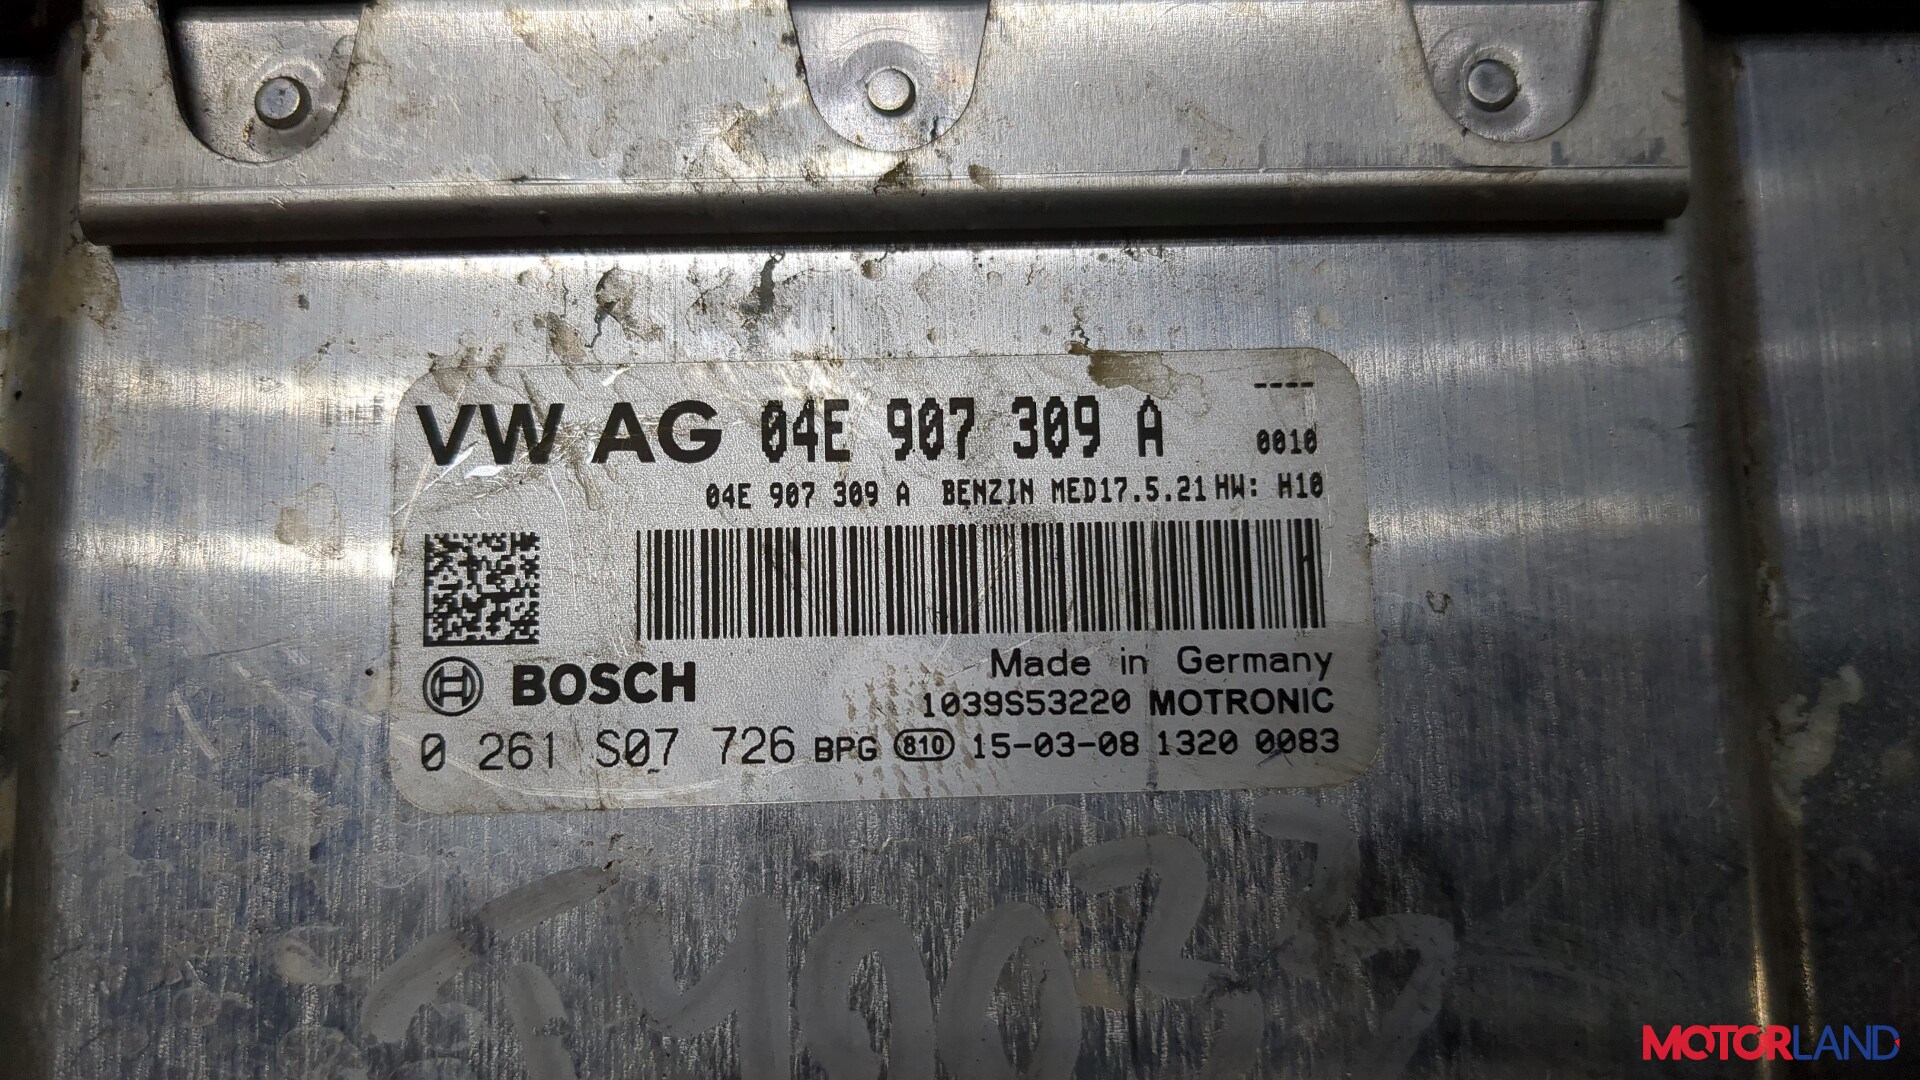 ----
VW AG 04E 907 309 A 0010
04E 907 309 A BENZIN MED17.5.21 HW: H10
H
BOSCH
Made in Germany
1039S53220 MOTRONIC
0 261 S07 726 BPG 810 15-03-08 1320 0083
MOTORLAND